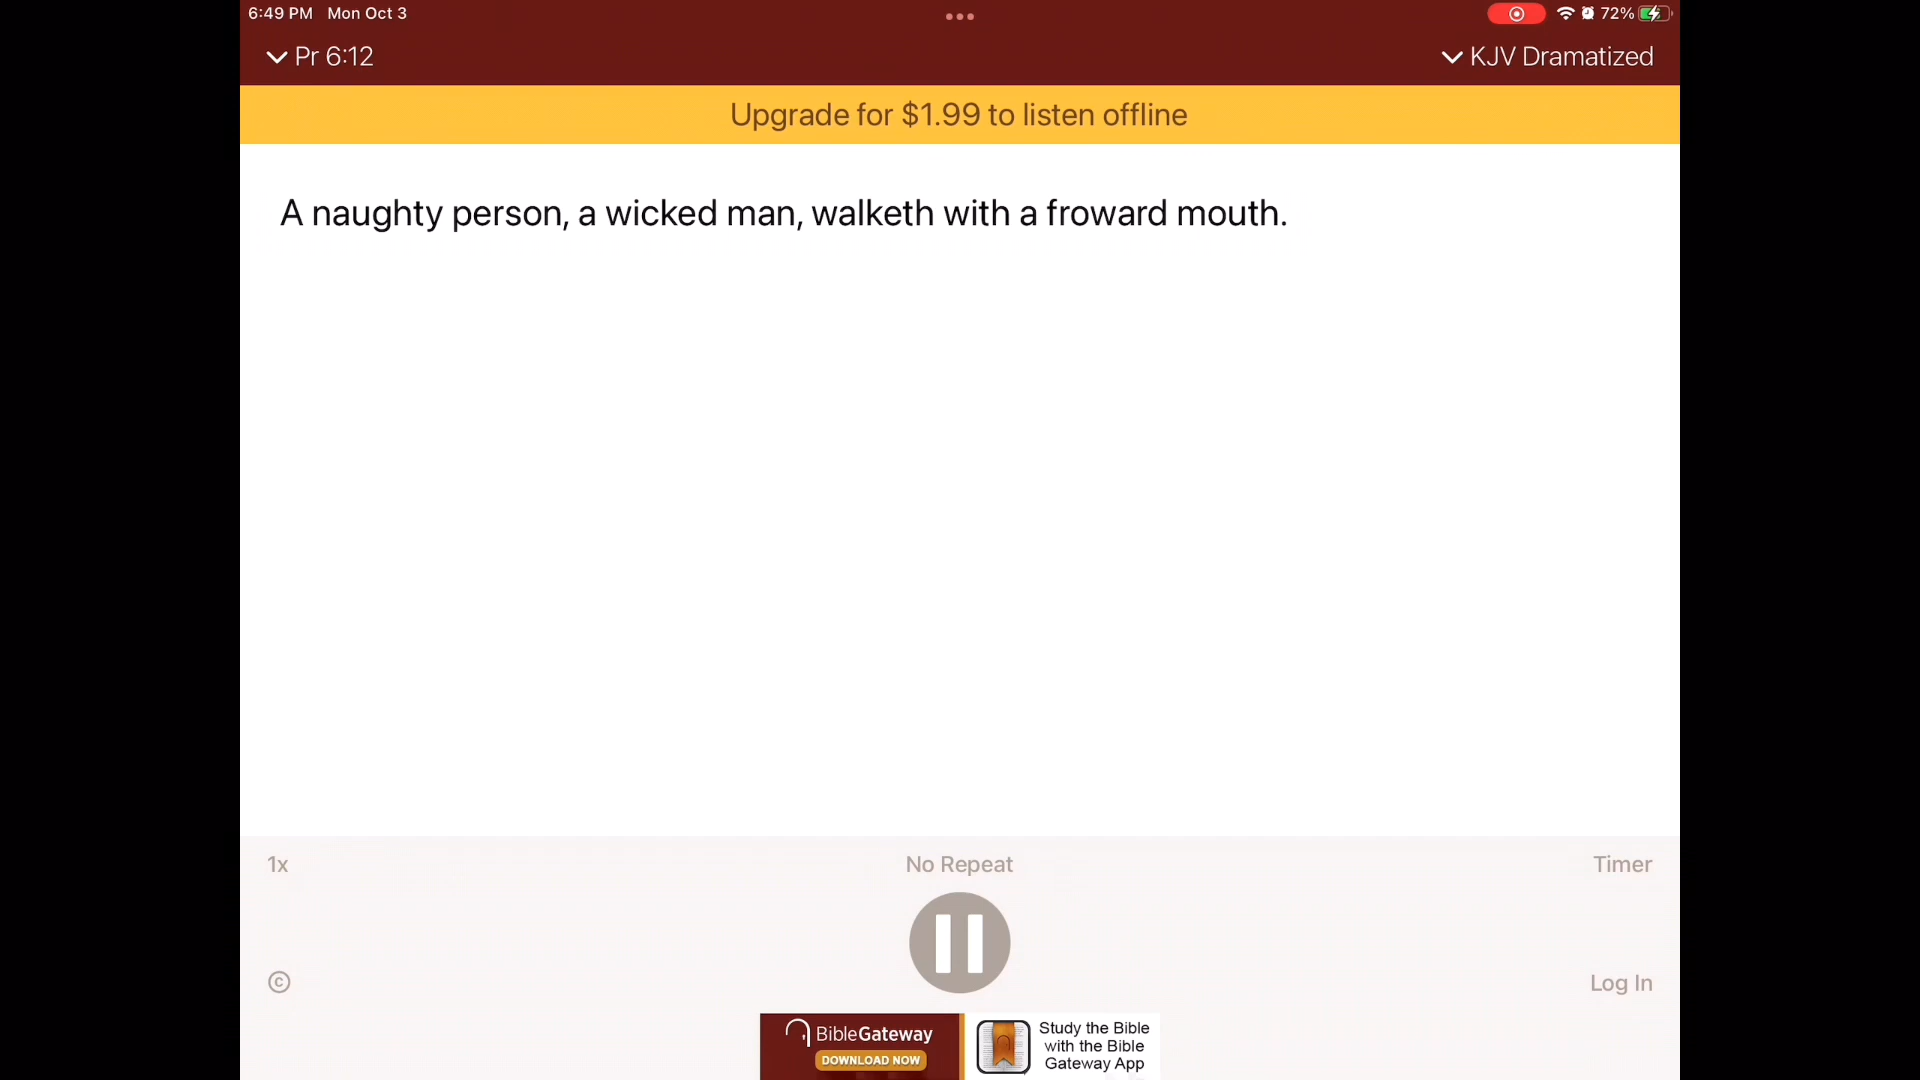 6:49 PM Mon Oct 3
72%
Pr 6:12
KJV Dramatized
Upgrade for $1.99 to listen offline
A naughty person, a wicked man, walketh with a froward mouth.
1x
No Repeat
Timer
©
Log In
BibleGateway
DOWNLOAD NOW
Study the Bible
with the Bible
Gateway App